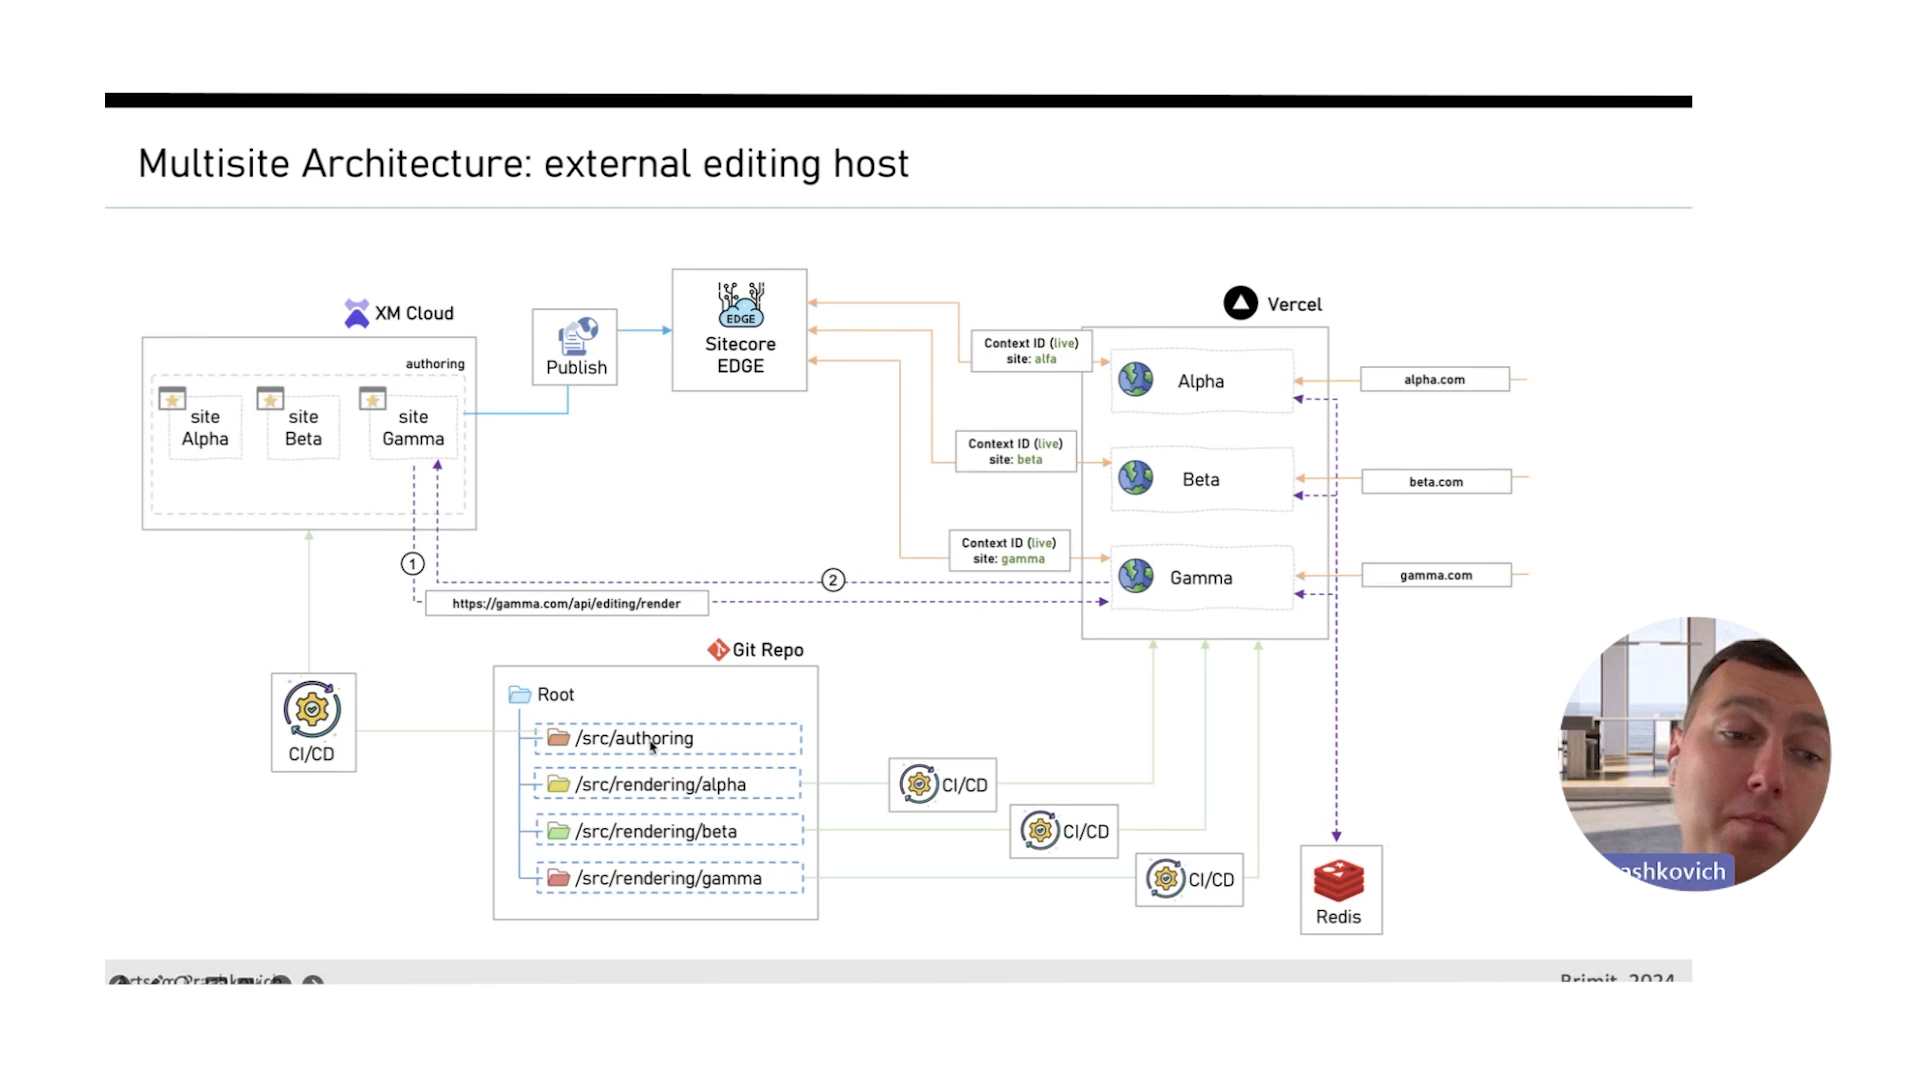 Multisite Architecture: external editing host
XM Cloud
authoring
site
Alpha
site
Beta
site
Gamma
Publish
EDGE
Sitecore
EDGE
Vercel
Context ID (live)
site: alfa
Alpha
alpha.com
Context ID (live)
site: beta
Beta
beta.com
Context ID (live)
site: gamma
Gamma
gamma.com
1
2
https://gamma.com/api/editing/render
Git Repo
Root
/src/authoring
/src/rendering/alpha
/src/rendering/beta
/src/rendering/gamma
CI/CD
CI/CD
CI/CD
CI/CD
Redis
ashkovich
Brimit, 2024